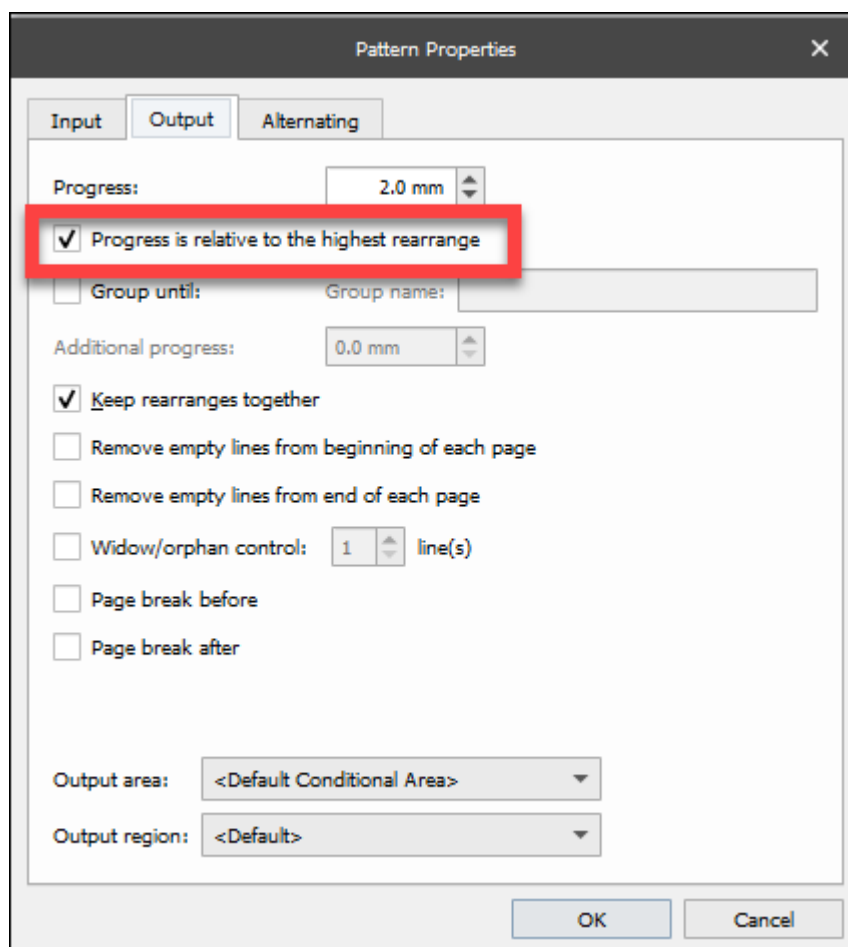 Pattern Properties
Input Output Alternating
Progress: 2.0 mm
Progress is relative to the highest rearrange
Group until: Group name:
Additional progress: 0.0 mm
Keep rearranges together
Remove empty lines from beginning of each page
Remove empty lines from end of each page
Widow/orphan control: 1 line(s)
Page break before
Page break after
Output area: <Default Conditional Area>
Output region: <Default>
OK Cancel